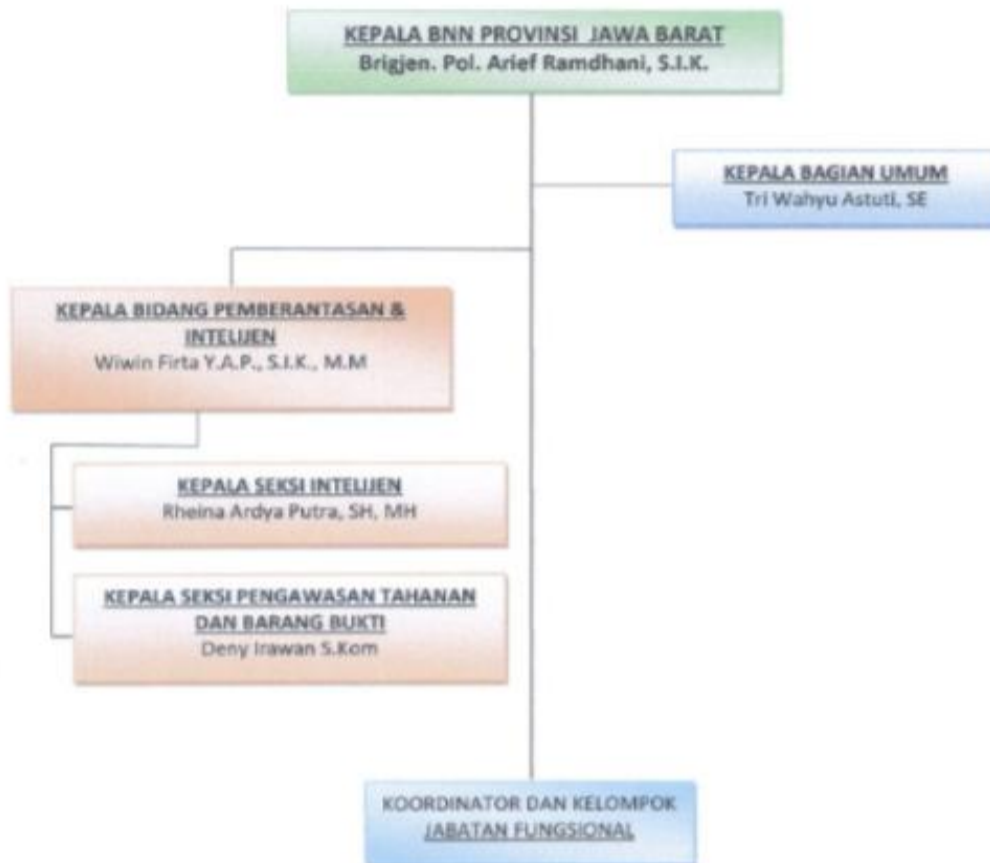 KEPALA BNN PROVINSI JAWA BARAT
Brigjen. Pol. Arief Ramdhani, S.I.K.
KEPALA BAGIAN UMUM
Tri Wahyu Astuti, SE
KEPALA BIDANG PEMBERANTASAN &
INTELIJEN
Wiwin Firta Y.A.P., S.I.K., M.M
KEPALA SEKSI INTELIJEN
Rheina Ardya Putra, SH, MH
KEPALA SEKSI PENGAWASAN TAHANAN
DAN BARANG BUKTI
Deny Irawan S.Kom
KOORDINATOR DAN KELOMPOK
JABATAN FUNGSIONAL